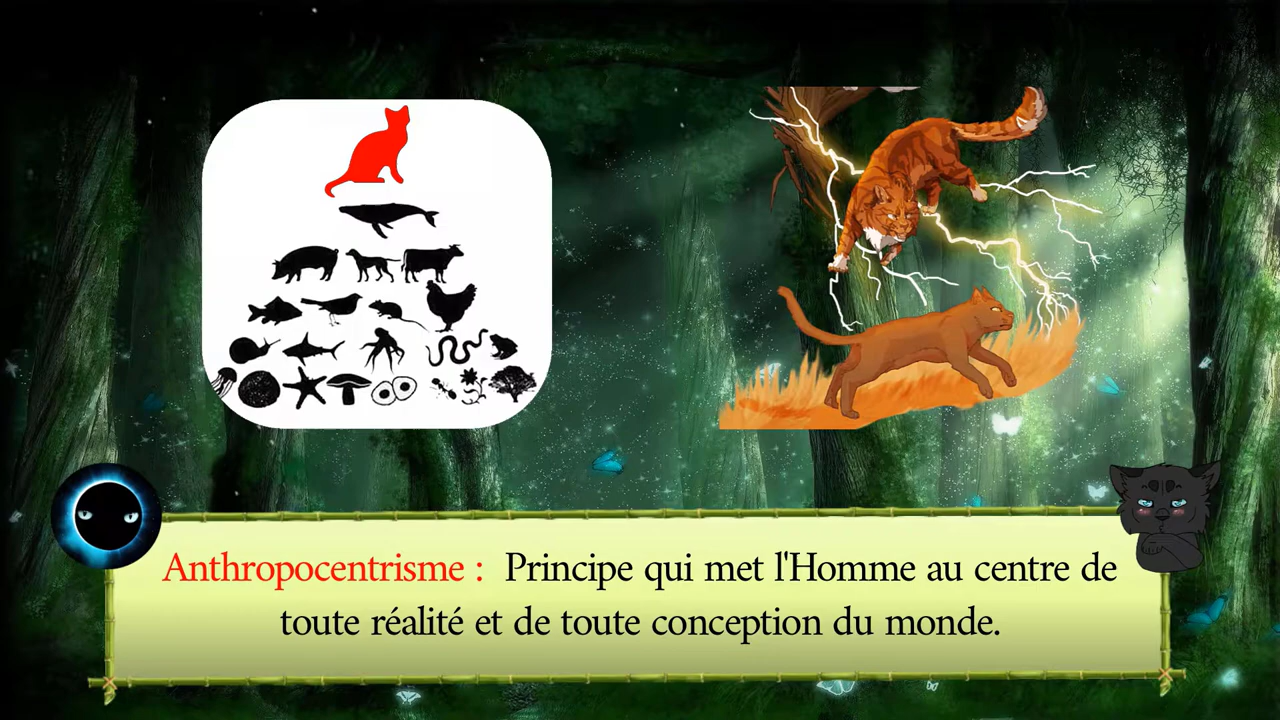 Anthropocentrisme : Principe qui met l'Homme au centre de
toute réalité et de toute conception du monde.